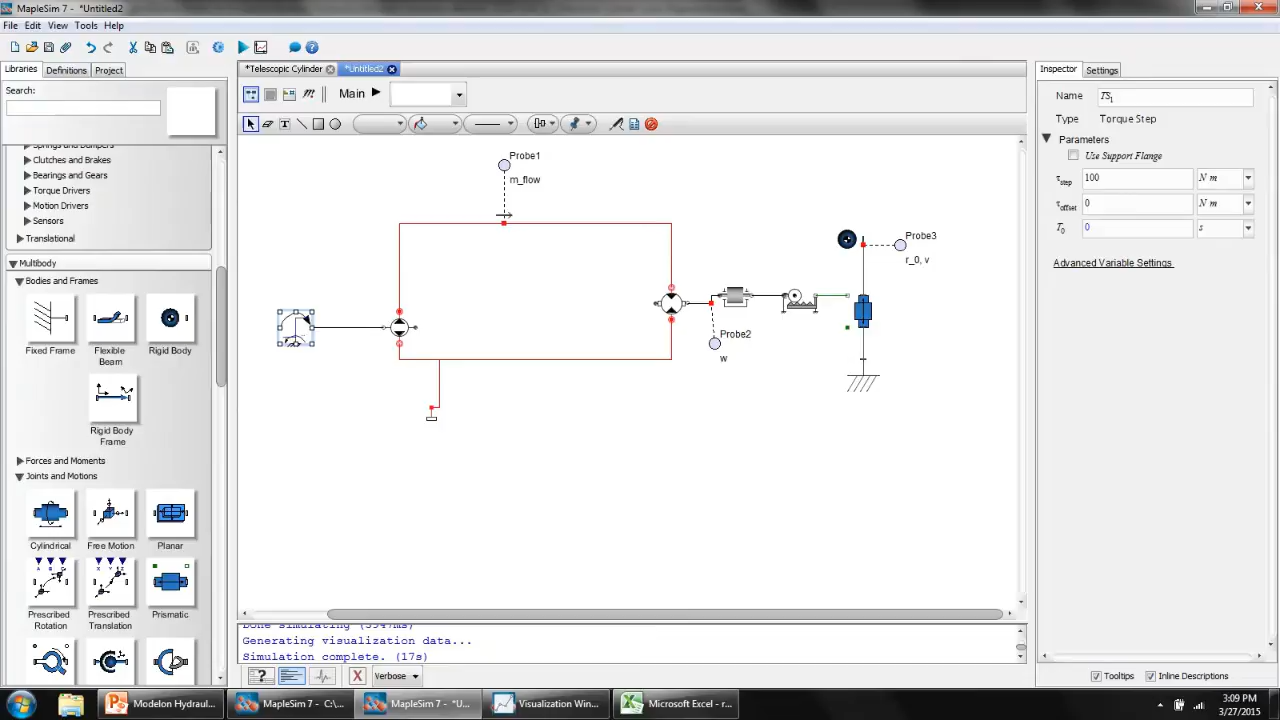 MapleSim 7 - *Untitled2
File Edit View Tools Help
Libraries Definitions Project
*Telescopic Cylinder *Untitled2
Inspector Settings
Search:
Main
Name TS1
Type Torque Step
Parameters
Use Support Flange
τstep 100 N m
τoffset 0 N m
T0 0 s
Advanced Variable Settings
Clutches and Brakes
Bearings and Gears
Torque Drivers
Motion Drivers
Sensors
Translational
Multibody
Bodies and Frames
Fixed Frame
Flexible Beam
Rigid Body
Rigid Body Frame
Forces and Moments
Joints and Motions
Cylindrical
Free Motion
Planar
Prescribed Rotation
Prescribed Translation
Prismatic
Probe1
m_flow
Probe3
r_0, v
Probe2
w
Generating visualization data...
Simulation complete. (17s)
Verbose
Tooltips Inline Descriptions
Modelon Hydraul...
MapleSim 7 - C:\...
MapleSim 7 - *U...
Visualization Win...
Microsoft Excel - r...
3:09 PM
3/27/2015